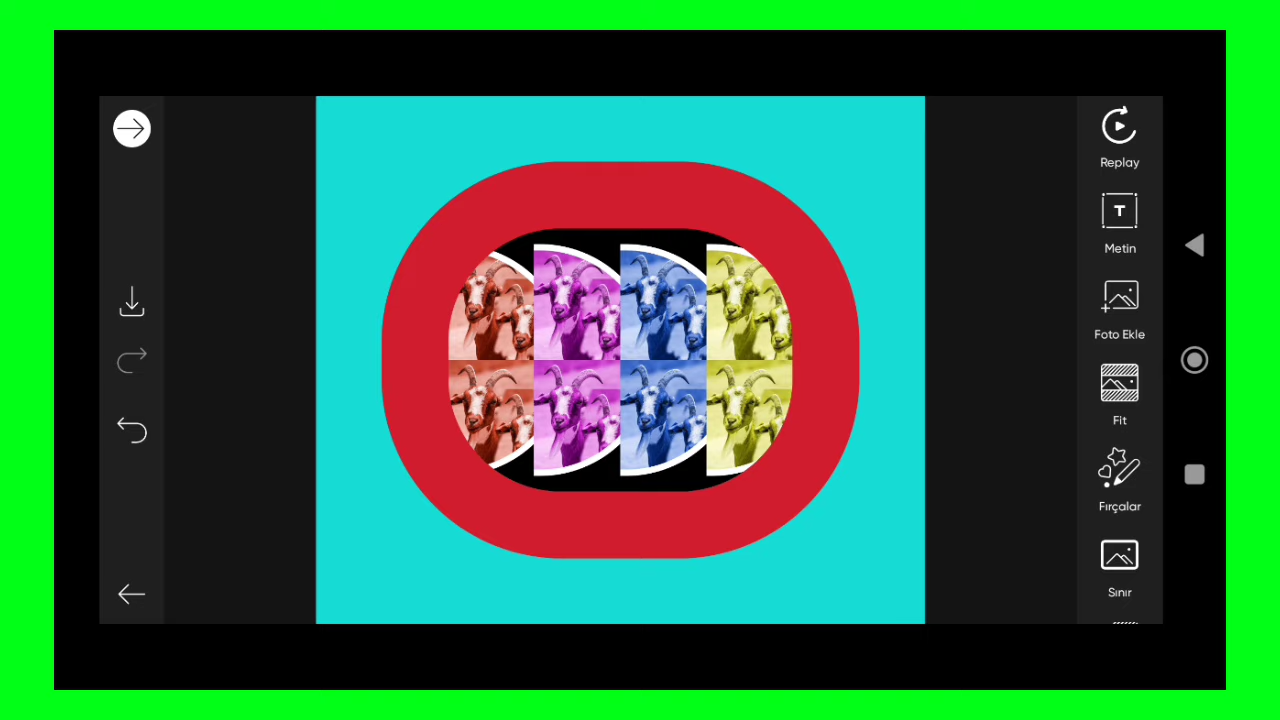 Replay
Metin
Foto Ekle
Fit
Fırçalar
Sınır